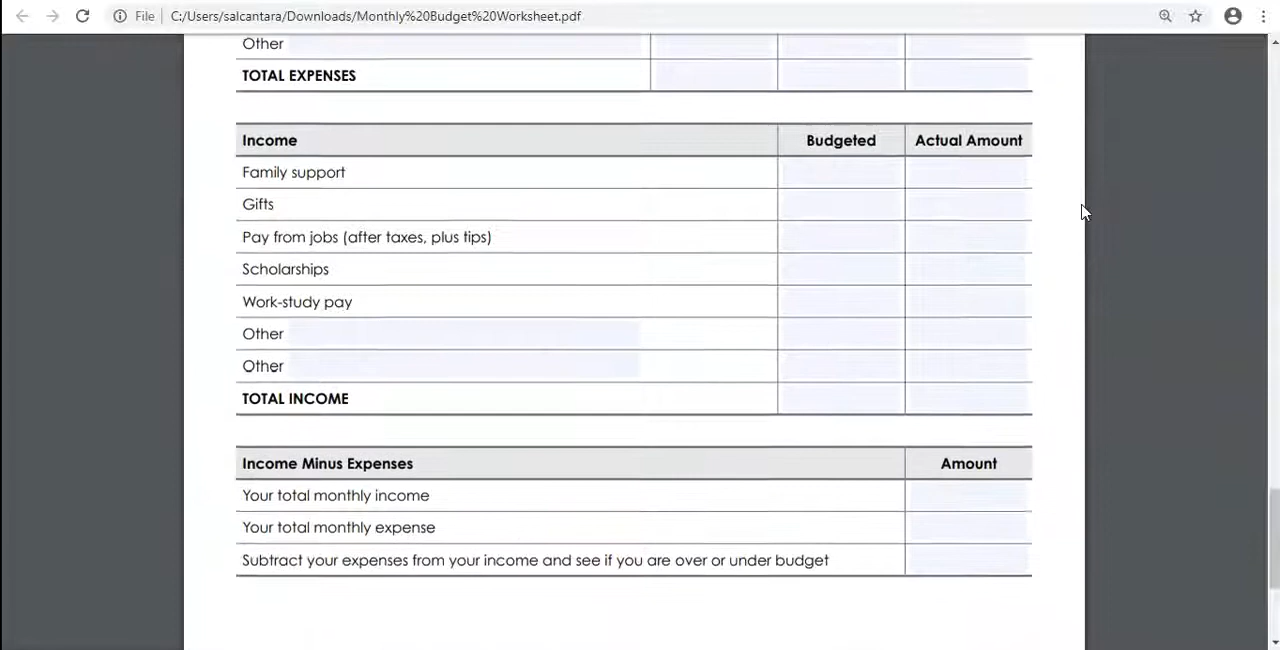 File C:/Users/salcantara/Downloads/Monthly%20Budget%20Worksheet.pdf
Other
TOTAL EXPENSES
Income Budgeted Actual Amount
Family support
Gifts
Pay from jobs (after taxes, plus tips)
Scholarships
Work-study pay
Other
Other
TOTAL INCOME
Income Minus Expenses Amount
Your total monthly income
Your total monthly expense
Subtract your expenses from your income and see if you are over or under budget